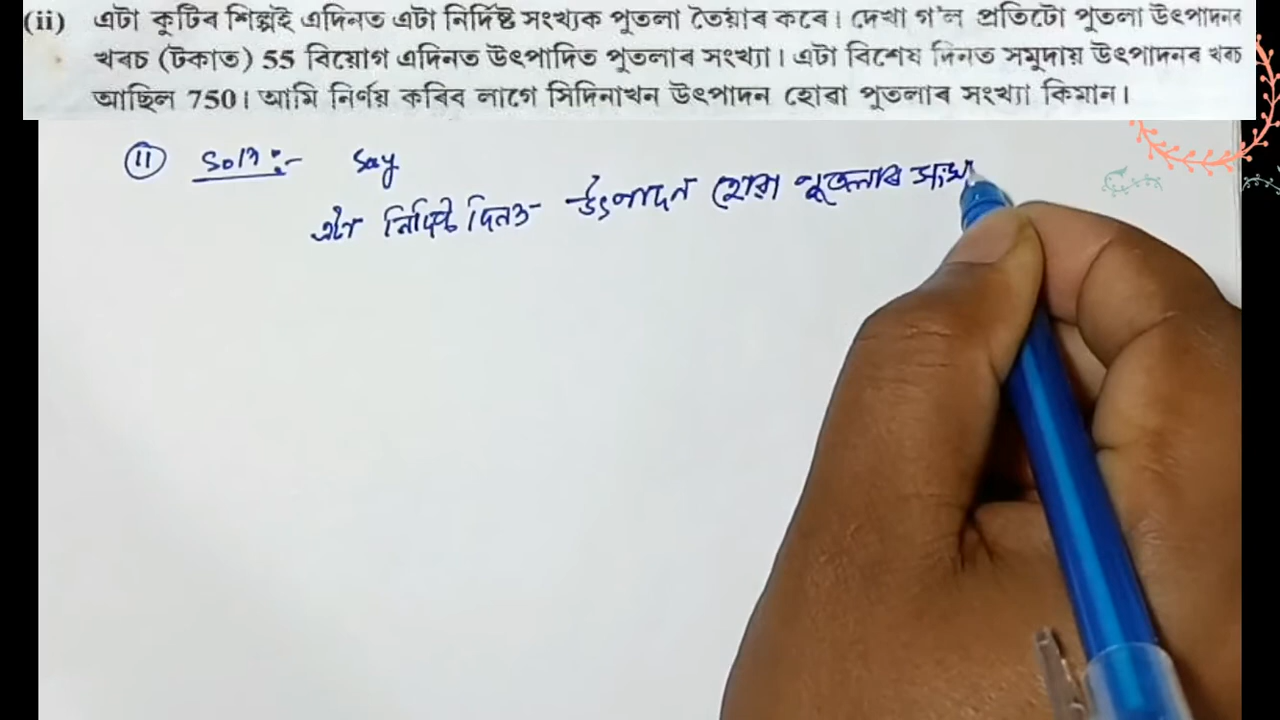 (ii) এটা কুটিৰ শিল্পই এদিনত এটা নিৰ্দিষ্ট সংখ্যক পুতলা তৈয়াৰ কৰে। দেখা গ'ল প্ৰতিটো পুতলা উৎপাদনৰ
খৰচ (টকাত) 55 বিয়োগ এদিনত উৎপাদিত পুতলাৰ সংখ্যা। এটা বিশেষ দিনত সমুদায় উৎপাদনৰ খৰচ
আছিল 750। আমি নিৰ্ণয় কৰিব লাগে সিদিনাখন উৎপাদন হোৱা পুতলাৰ সংখ্যা কিমান।
(11) Soln:- Say
এটা নিৰ্দিষ্ট দিনত উৎপাদন হোৱা পুতলাৰ